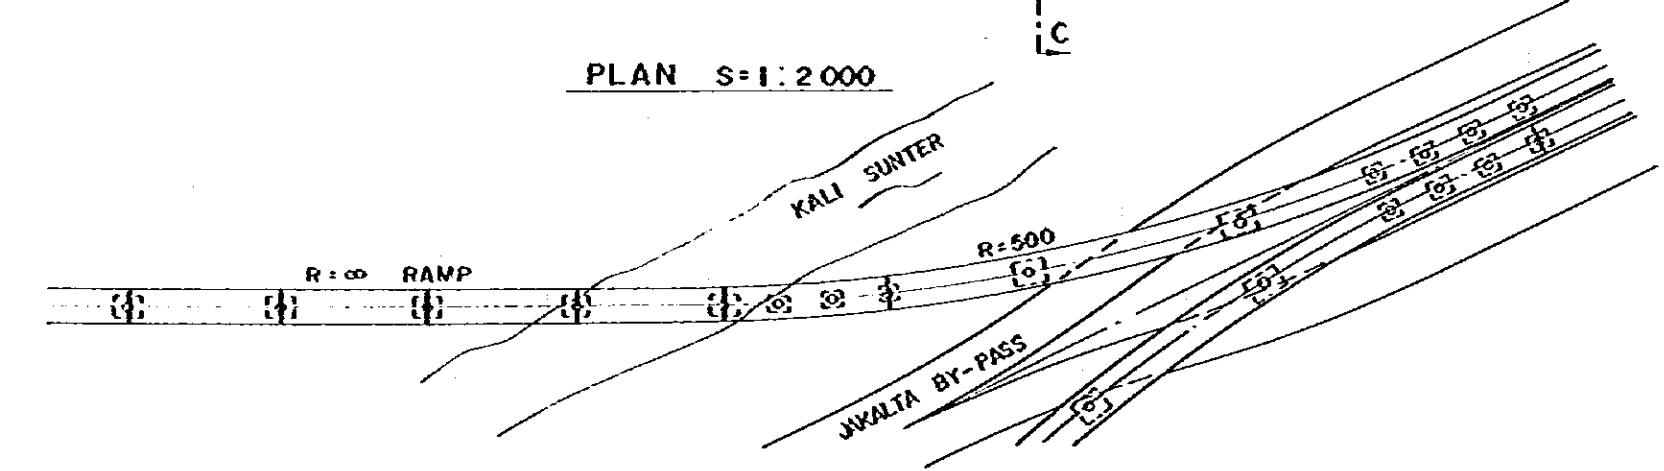 C
PLAN S=1:2000
KALI SUNTER
R=500
R=∞ RAMP
JAKALTA BY-PASS